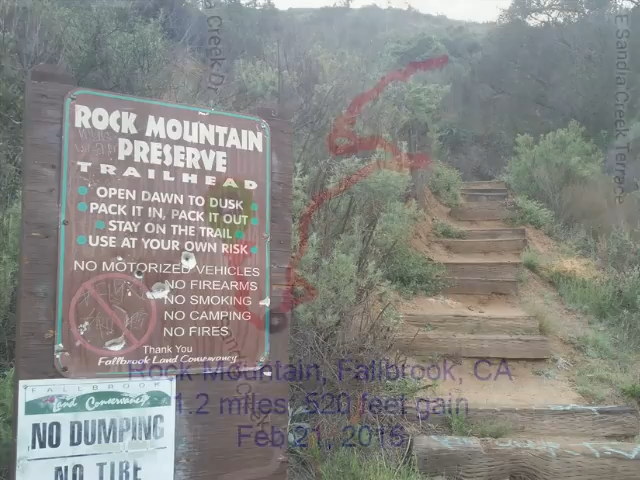 ROCK MOUNTAIN
PRESERVE
TRAILHEAD
OPEN DAWN TO DUSK
PACK IT IN, PACK IT OUT
STAY ON THE TRAIL
USE AT YOUR OWN RISK
NO MOTORIZED VEHICLES
NO FIREARMS
NO SMOKING
NO CAMPING
NO FIRES
Thank You
Fallbrook Land Conservancy
FALLBROOK
Land Conservancy
NO DUMPING
NO TIRE
Rock Mountain, Fallbrook, CA
1.2 miles, 520 feet gain
Feb 21, 2016
Sandia Creek Dr
E Sandia Creek Terrace